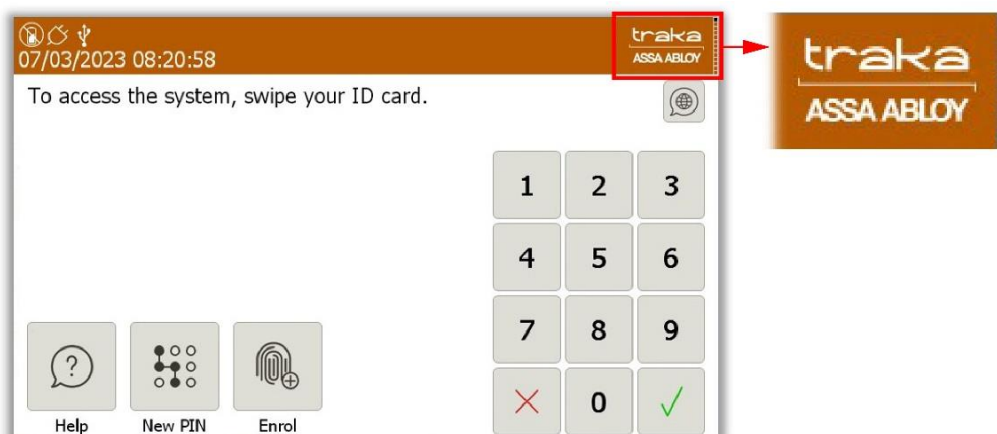 07/03/2023 08:20:58
traka
ASSA ABLOY
traka
ASSA ABLOY
To access the system, swipe your ID card.
1 2 3
4 5 6
7 8 9
0
?
Help New PIN Enrol